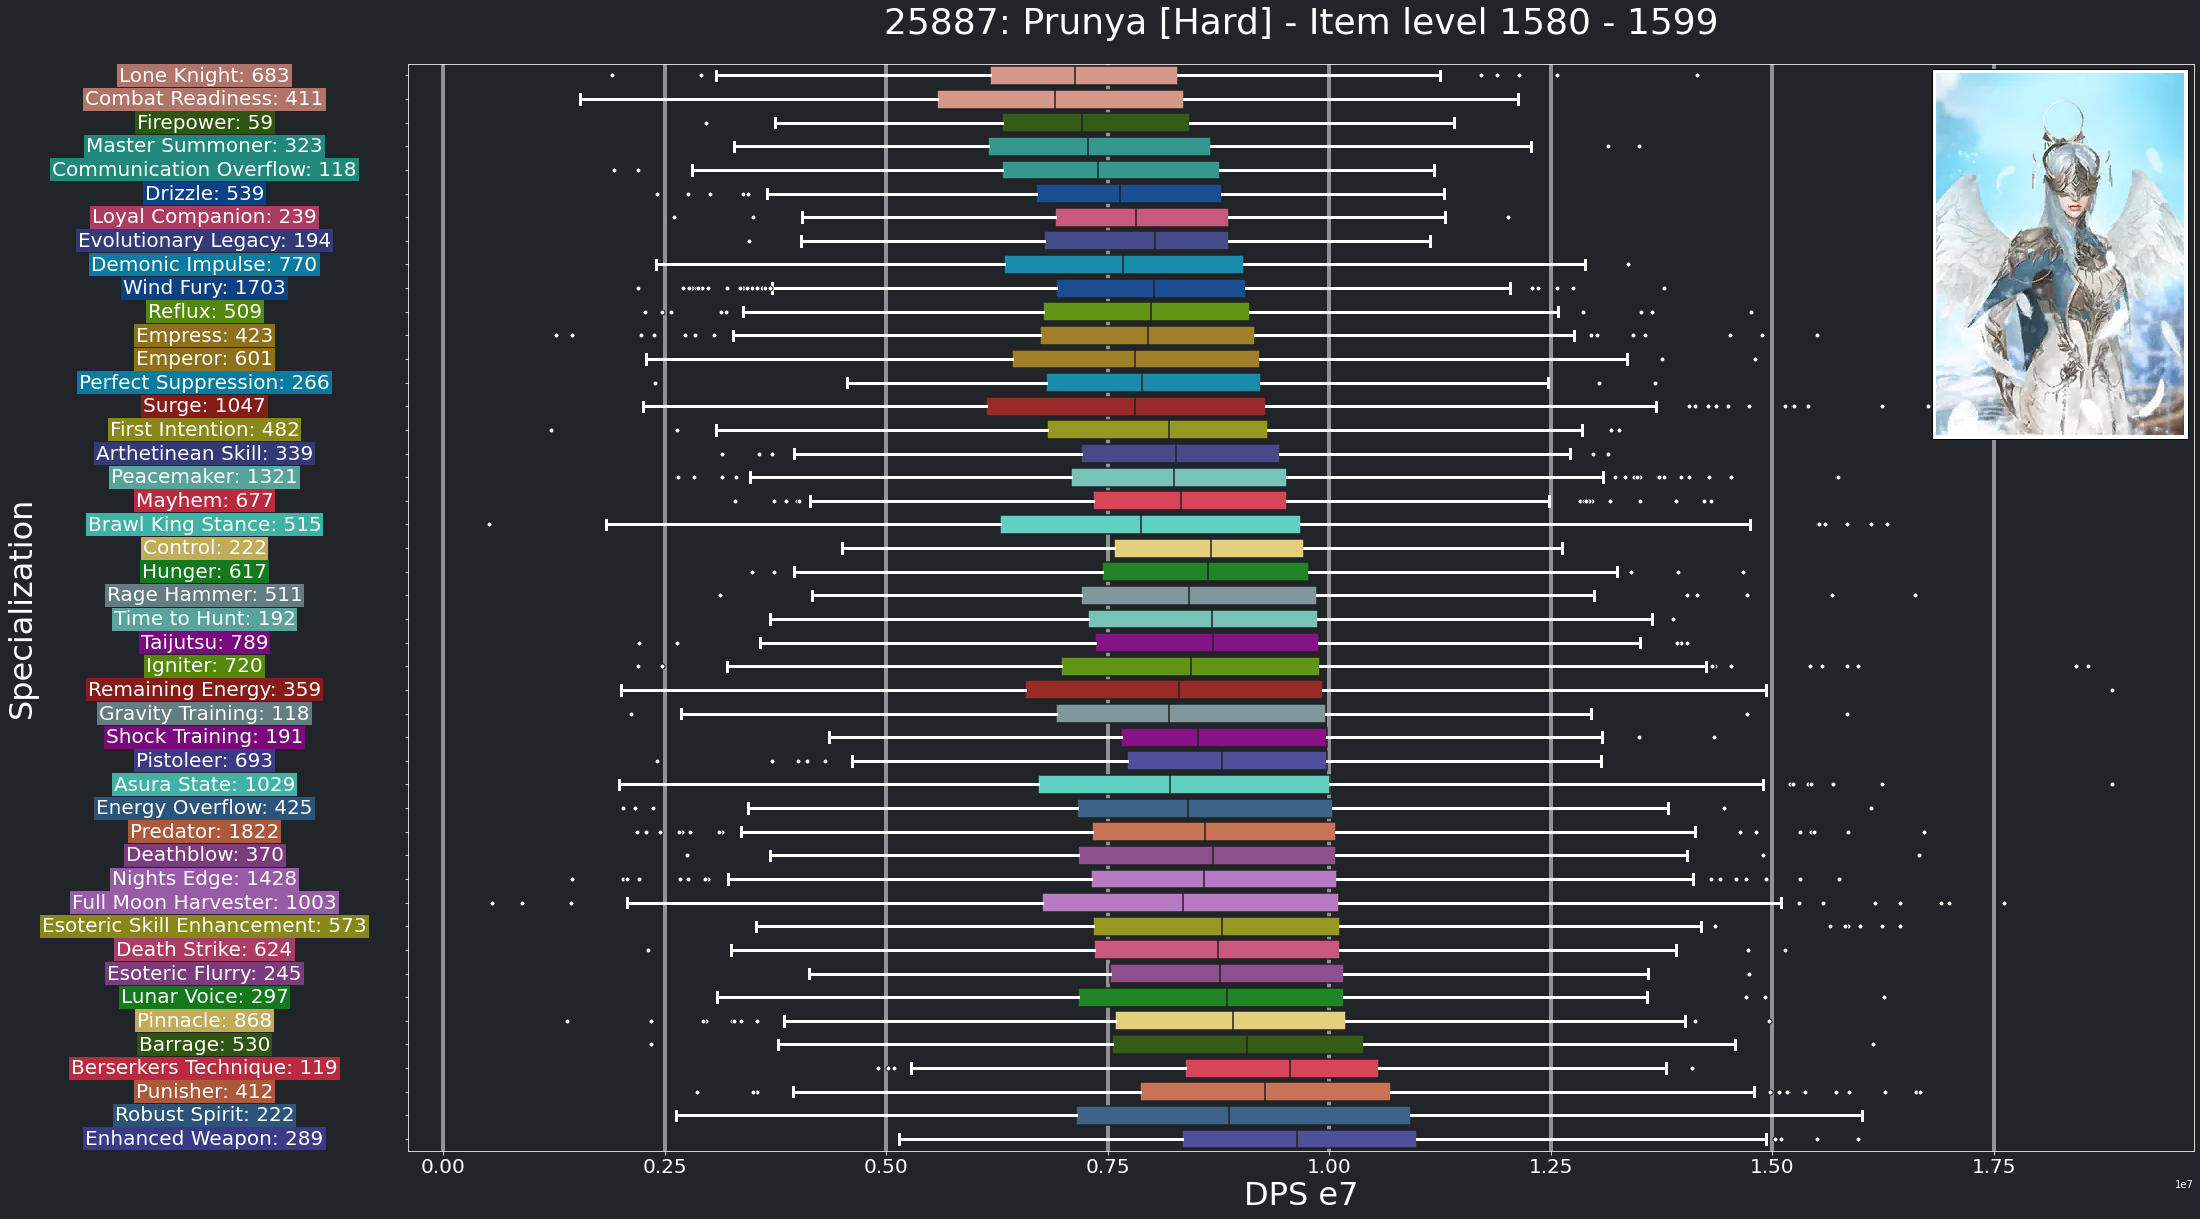 25887: Prunya [Hard] - Item level 1580 - 1599
Specialization
Lone Knight: 683
Combat Readiness: 411
Firepower: 59
Master Summoner: 323
Communication Overflow: 118
Drizzle: 539
Loyal Companion: 239
Evolutionary Legacy: 194
Demonic Impulse: 770
Wind Fury: 1703
Reflux: 509
Empress: 423
Emperor: 601
Perfect Suppression: 266
Surge: 1047
First Intention: 482
Arthetinean Skill: 339
Peacemaker: 1321
Mayhem: 677
Brawl King Stance: 515
Control: 222
Hunger: 617
Rage Hammer: 511
Time to Hunt: 192
Taijutsu: 789
Igniter: 720
Remaining Energy: 359
Gravity Training: 118
Shock Training: 191
Pistoleer: 693
Asura State: 1029
Energy Overflow: 425
Predator: 1822
Deathblow: 370
Nights Edge: 1428
Full Moon Harvester: 1003
Esoteric Skill Enhancement: 573
Death Strike: 624
Esoteric Flurry: 245
Lunar Voice: 297
Pinnacle: 868
Barrage: 530
Berserkers Technique: 119
Punisher: 412
Robust Spirit: 222
Enhanced Weapon: 289
0.00 0.25 0.50 0.75 1.00 1.25 1.50 1.75
DPS e7
1e7